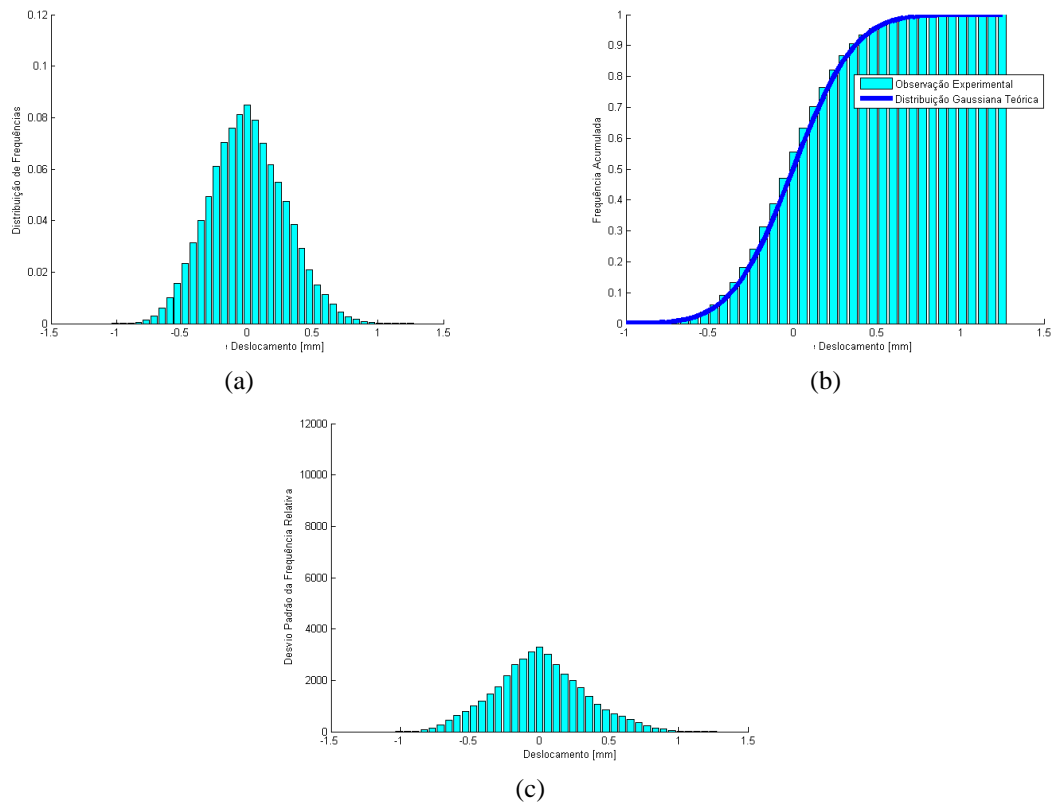 0.12
0.1
0.08
0.06
0.04
0.02
0
Distribuição de Frequências
-1.5 -1 -0.5 0 0.5 1 1.5
Deslocamento [mm]
(a)
1
0.9
0.8
0.7
0.6
0.5
0.4
0.3
0.2
0.1
0
Frequência Acumulada
Observação Experimental
Distribuição Gaussiana Teórica
-1 -0.5 0 0.5 1 1.5
Deslocamento [mm]
(b)
12000
10000
8000
6000
4000
2000
0
Desvio Padrão da Frequência Relativa
-1.5 -1 -0.5 0 0.5 1 1.5
Deslocamento [mm]
(c)